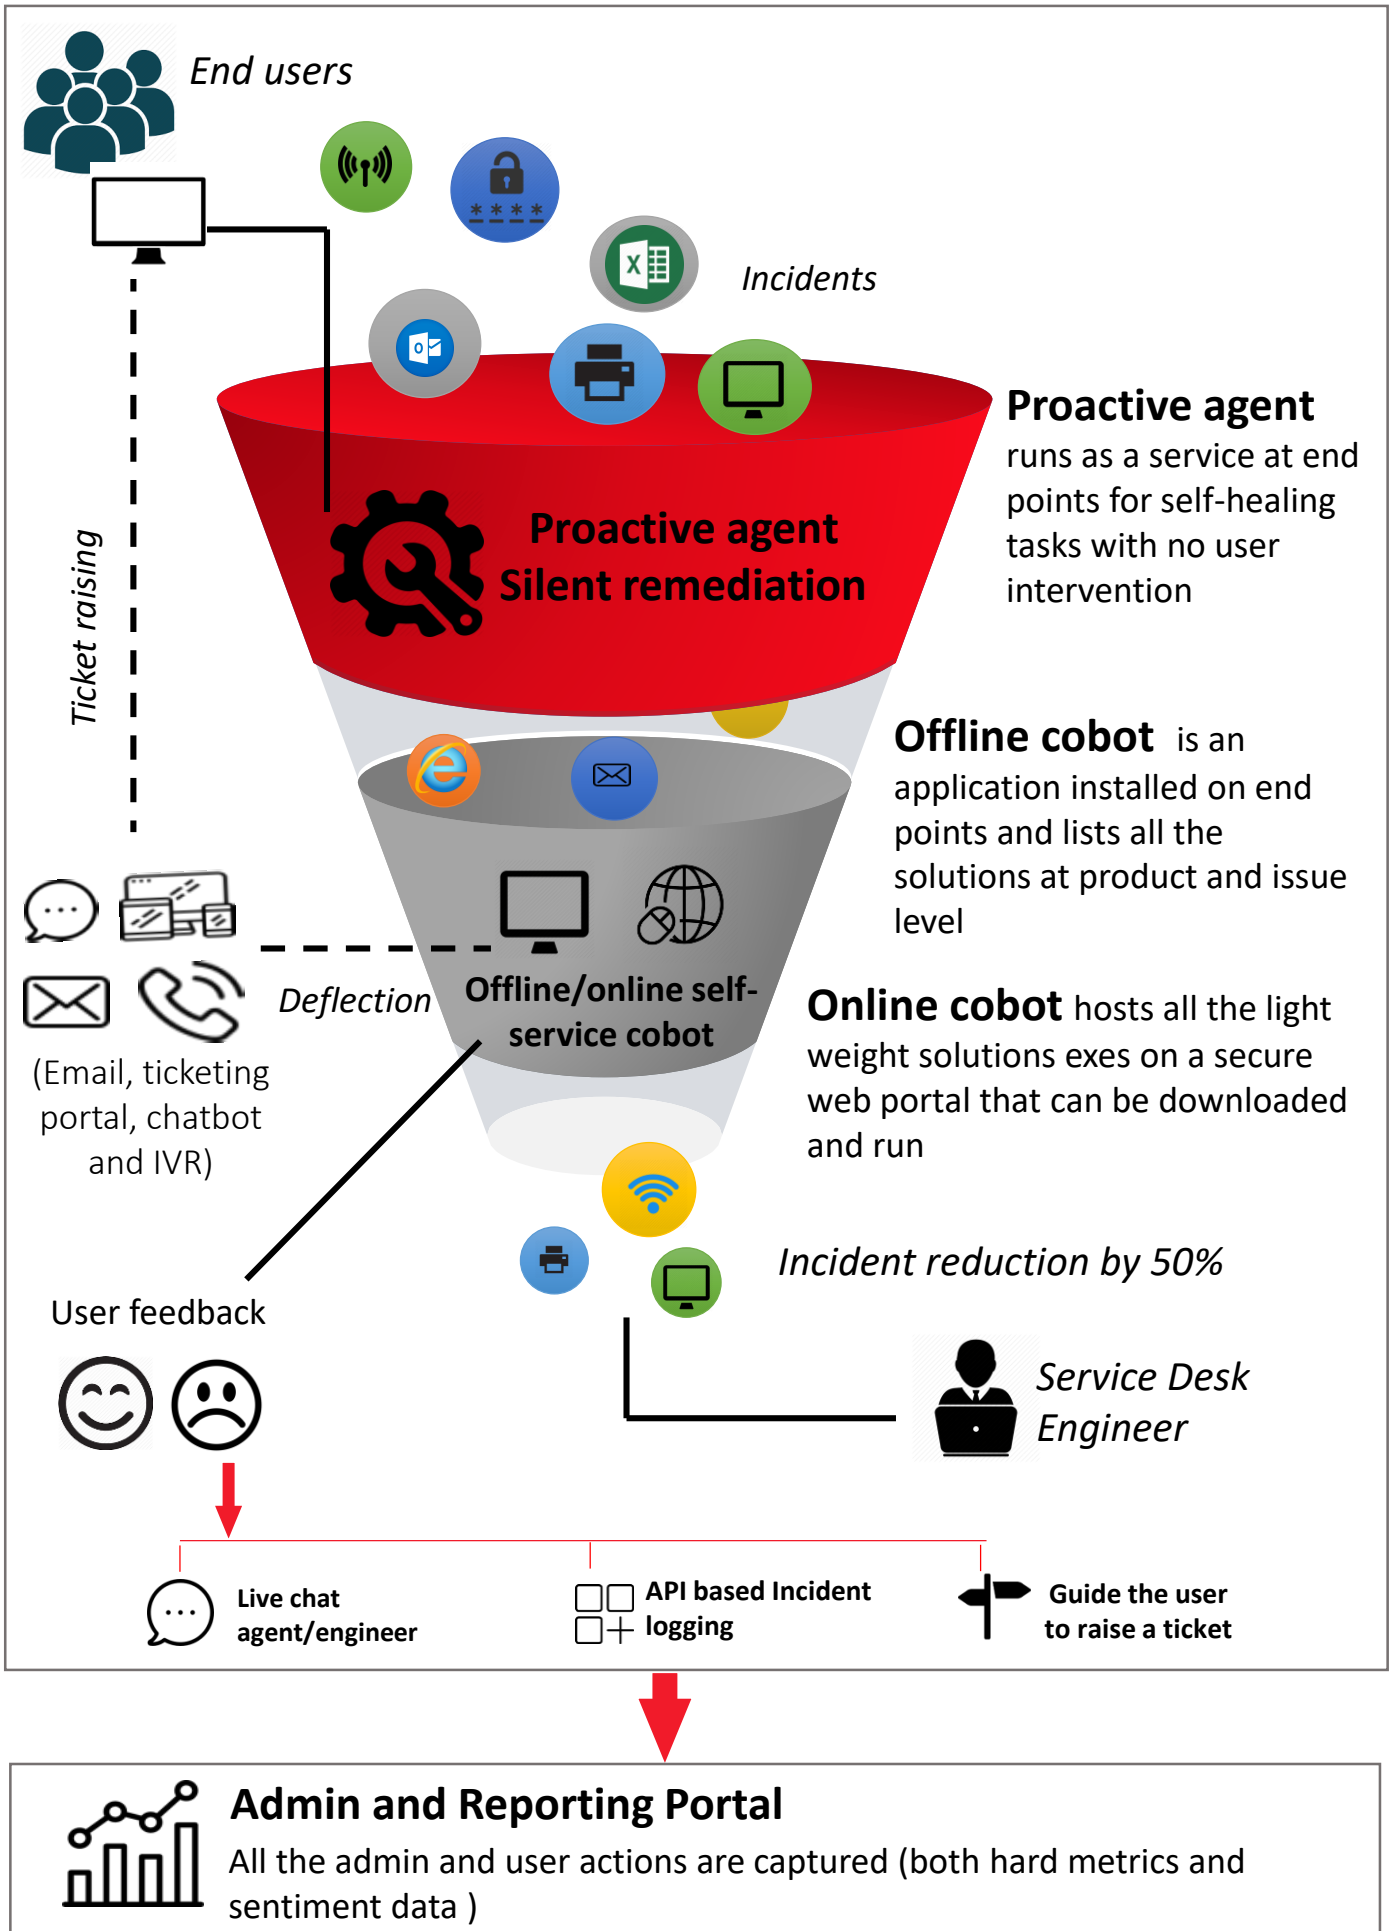 End users
* * * *
X
Incidents
O
Proactive agent
runs as a service at end
points for self-healing
tasks with no user
intervention
Proactive agent
Silent remediation
Ticket raising
Offline cobot is an
application installed on end
points and lists all the
solutions at product and issue
level
Offline/online self-
service cobot
Deflection
(Email, ticketing
portal, chatbot
and IVR)
Online cobot hosts all the light
weight solutions exes on a secure
web portal that can be downloaded
and run
Incident reduction by 50%
User feedback
Service Desk
Engineer
Live chat
agent/engineer
API based Incident
logging
Guide the user
to raise a ticket
Admin and Reporting Portal
All the admin and user actions are captured (both hard metrics and
sentiment data )